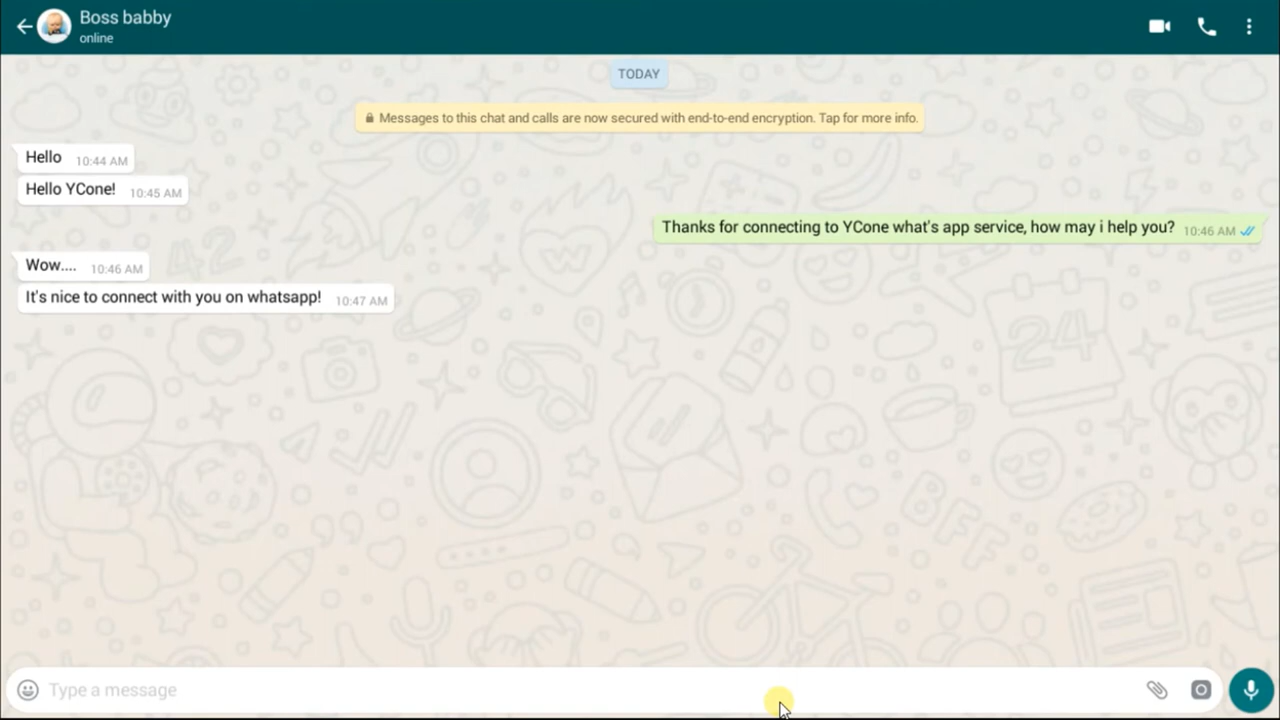 Boss babby
online
TODAY
Messages to this chat and calls are now secured with end-to-end encryption. Tap for more info.
Hello 10:44 AM
Hello YCone! 10:45 AM
Thanks for connecting to YCone what's app service, how may i help you? 10:46 AM
Wow.... 10:46 AM
It's nice to connect with you on whatsapp! 10:47 AM
42
24
BFF
Type a message